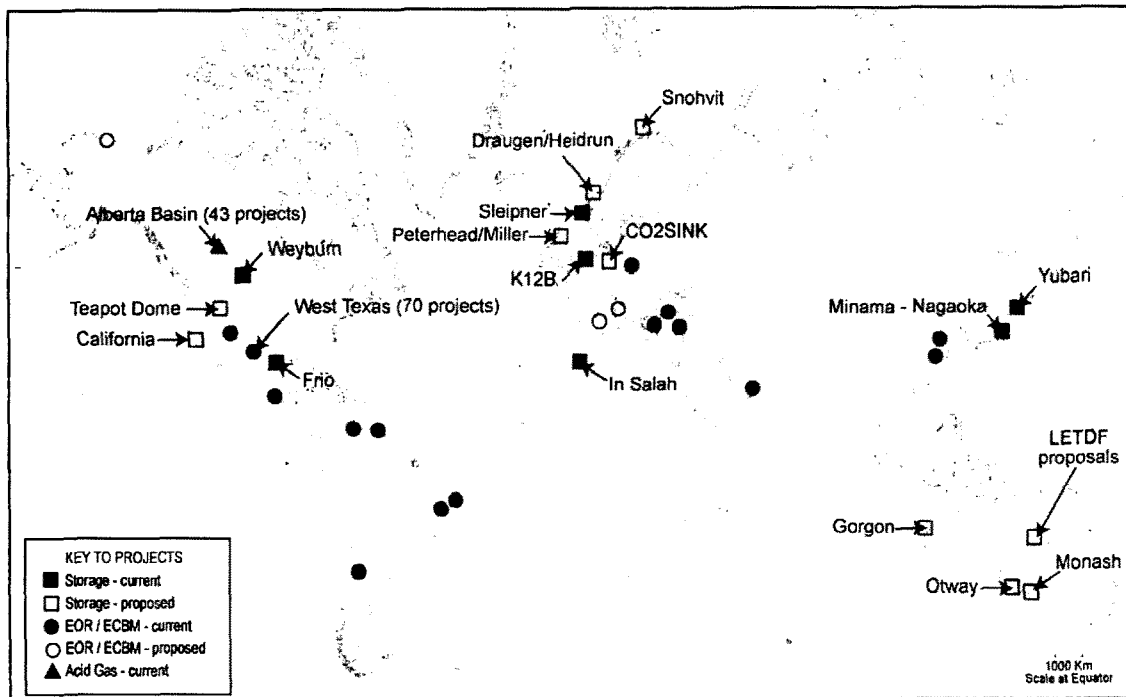 Snohvit
Draugen/Heidrun
Alberta Basin (43 projects)
Sleipner
Peterhead/Miller
CO2SINK
Weyburn
K12B
Yubari
Teapot Dome
West Texas (70 projects)
Minama - Nagaoka
California
Frio
In Salah
LETDF
proposals
Gorgon
Monash
Otway
KEY TO PROJECTS
Storage - current
Storage - proposed
EOR / ECBM - current
EOR / ECBM - proposed
Acid Gas - current
1000 Km
Scale at Equator